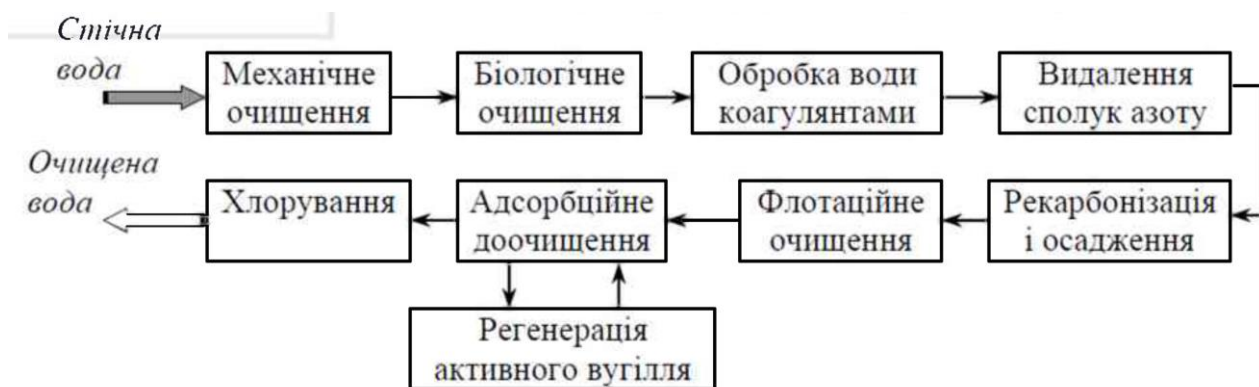 Стічна
вода
Механічне
очищення
Біологічне
очищення
Обробка води
коагулянтами
Видалення
сполук азоту
Очищена
вода
Хлорування
Адсорбційне
доочищення
Флотаційне
очищення
Рекарбонізація
і осадження
Регенерація
активного вугілля